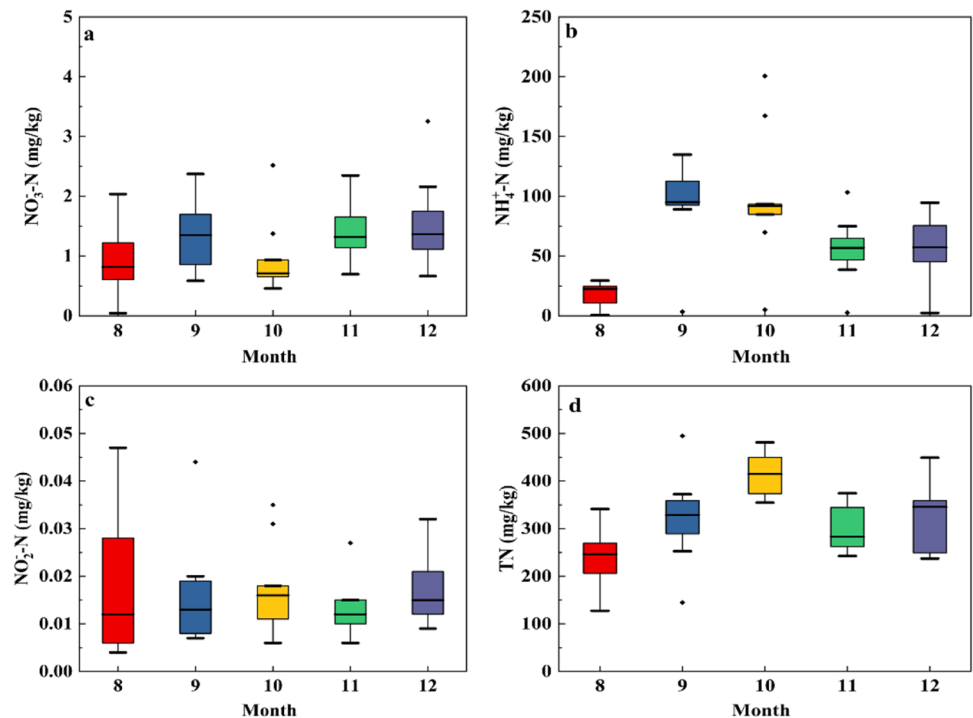 a
NO₃⁻-N (mg/kg)
5
4
3
2
1
0
8 9 10 11 12
Month
b
NH₄⁺-N (mg/kg)
250
200
150
100
50
0
8 9 10 11 12
Month
c
NO₂⁻-N (mg/kg)
0.06
0.05
0.04
0.03
0.02
0.01
0.00
8 9 10 11 12
Month
d
TN (mg/kg)
600
500
400
300
200
100
0
8 9 10 11 12
Month